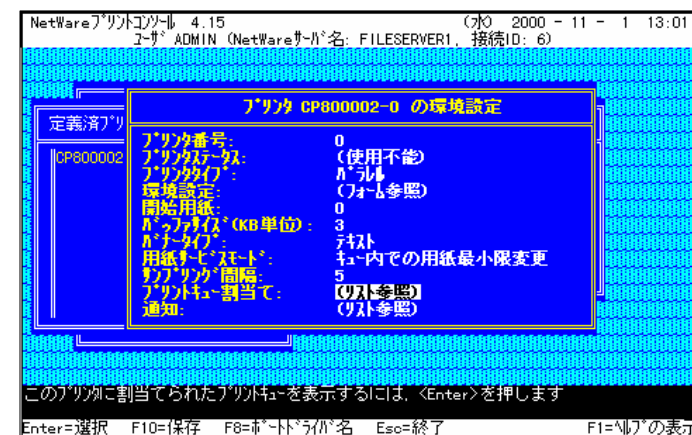 NetWareプリントコンソール 4.15 (水) 2000 - 11 - 1 13:01
ユーザ ADMIN (NetWareサーバ名: FILESERVER1, 接続ID: 6)
プリンタ CP800002-0 の環境設定
定義済プリ
CP800002
プリンタ番号: 0
プリンタステータス: (使用不能)
プリンタタイプ: パラレル
環境設定: (フォーム参照)
開始用紙: 0
バッファサイズ(KB単位): 3
バナータイプ: テキスト
用紙サービスモード: キュー内での用紙最小限変更
サンプリング間隔: 5
プリントキュー割当て: (リスト参照)
通知: (リスト参照)
このプリンタに割当てられたプリントキューを表示するには, <Enter>を押します
Enter=選択 F10=保存 F8=ポートドライバ名 Esc=終了 F1=ヘルプの表示